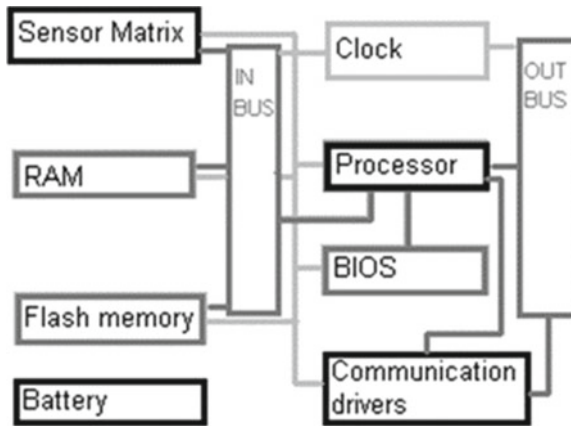 Sensor Matrix
IN
BUS
Clock
OUT
BUS
RAM
Processor
BIOS
Flash memory
Battery
Communication
drivers